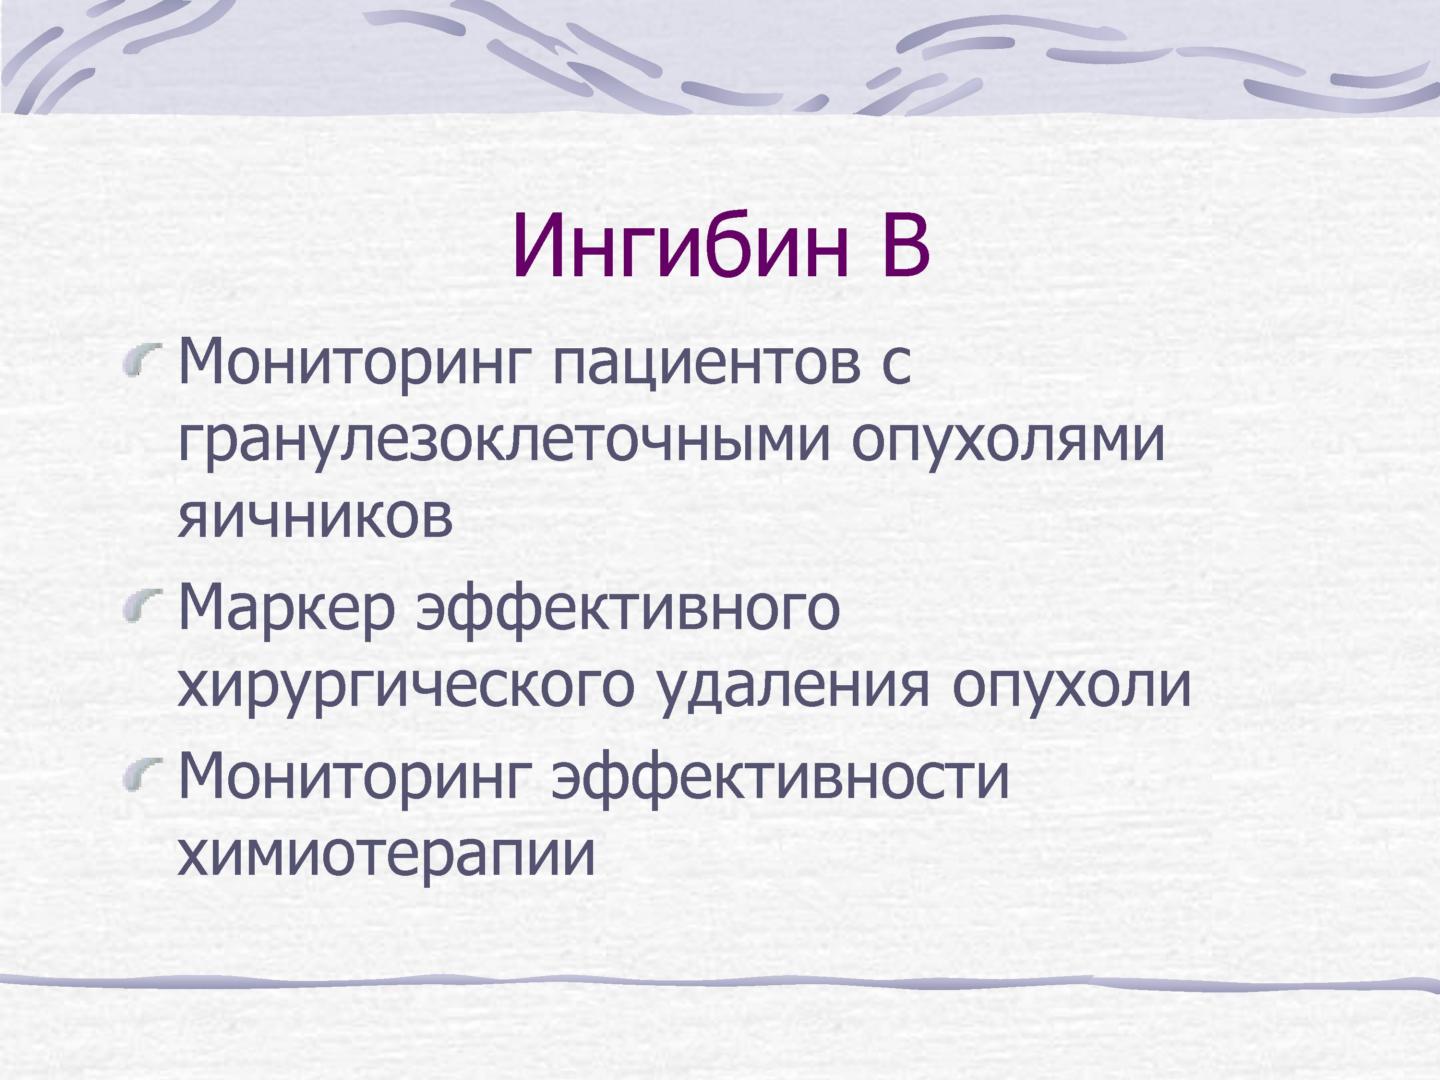 Ингибин В
Мониторинг пациентов с
гранулезоклеточными опухолями
яичников
Маркер эффективного
хирургического удаления опухоли
Мониторинг эффективности
химиотерапии